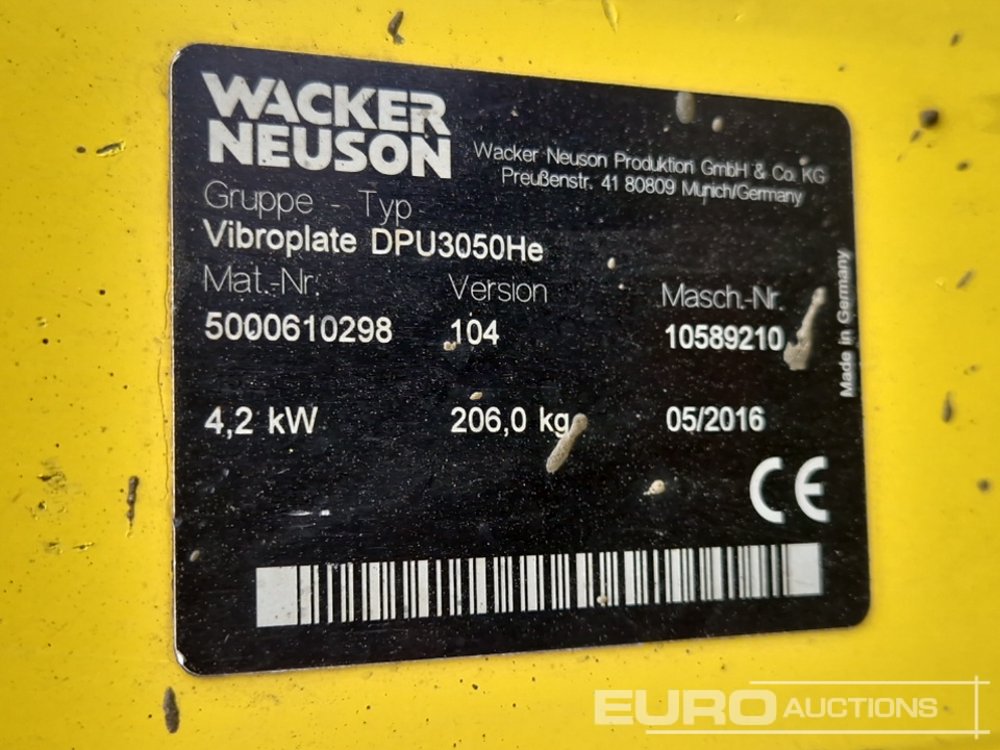 WACKER
NEUSON
Wacker Neuson Produktion GmbH & Co. KG
Preußenstr. 41 80809 Munich/Germany
Gruppe - Typ
Vibroplate DPU3050He
Mat.-Nr. Version Masch.-Nr.
5000610298 104 10589210
4,2 kW 206,0 kg 05/2016
Made in Germany
CE
EURO AUCTIONS